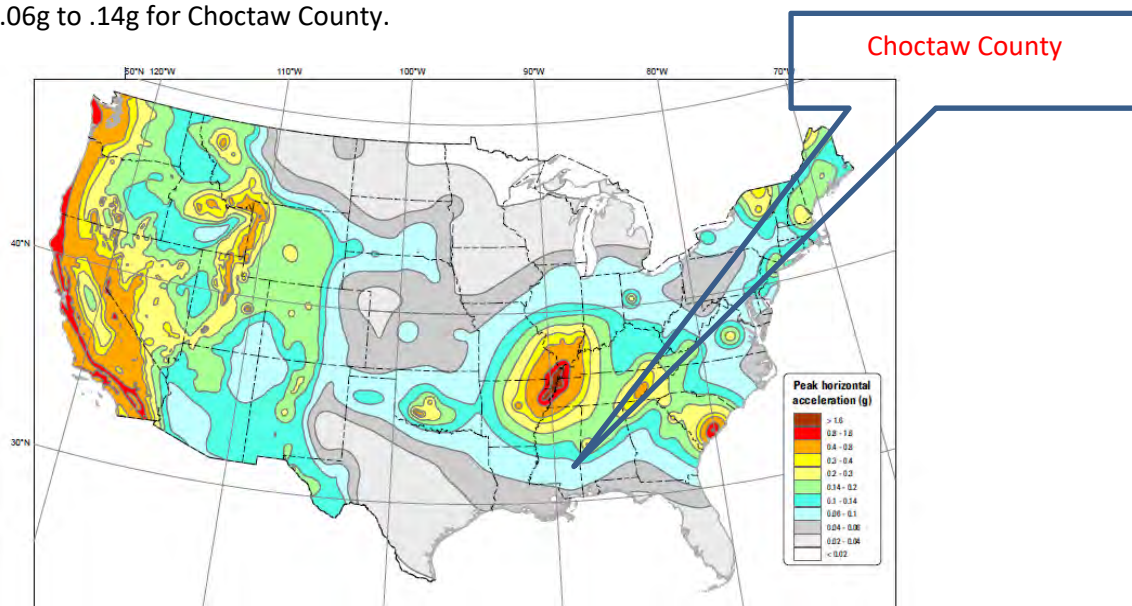 .06g to .14g for Choctaw County.
Choctaw County
50°N 120°W
110°W
100°W
90°W
80°W
70°W
40°N
30°N
Peak horizontal
acceleration (g)
> 1.6
0.8 - 1.6
0.4 - 0.8
0.3 - 0.4
0.2 - 0.3
0.14 - 0.2
0.1 - 0.14
0.06 - 0.1
0.04 - 0.06
0.02 - 0.04
< 0.02